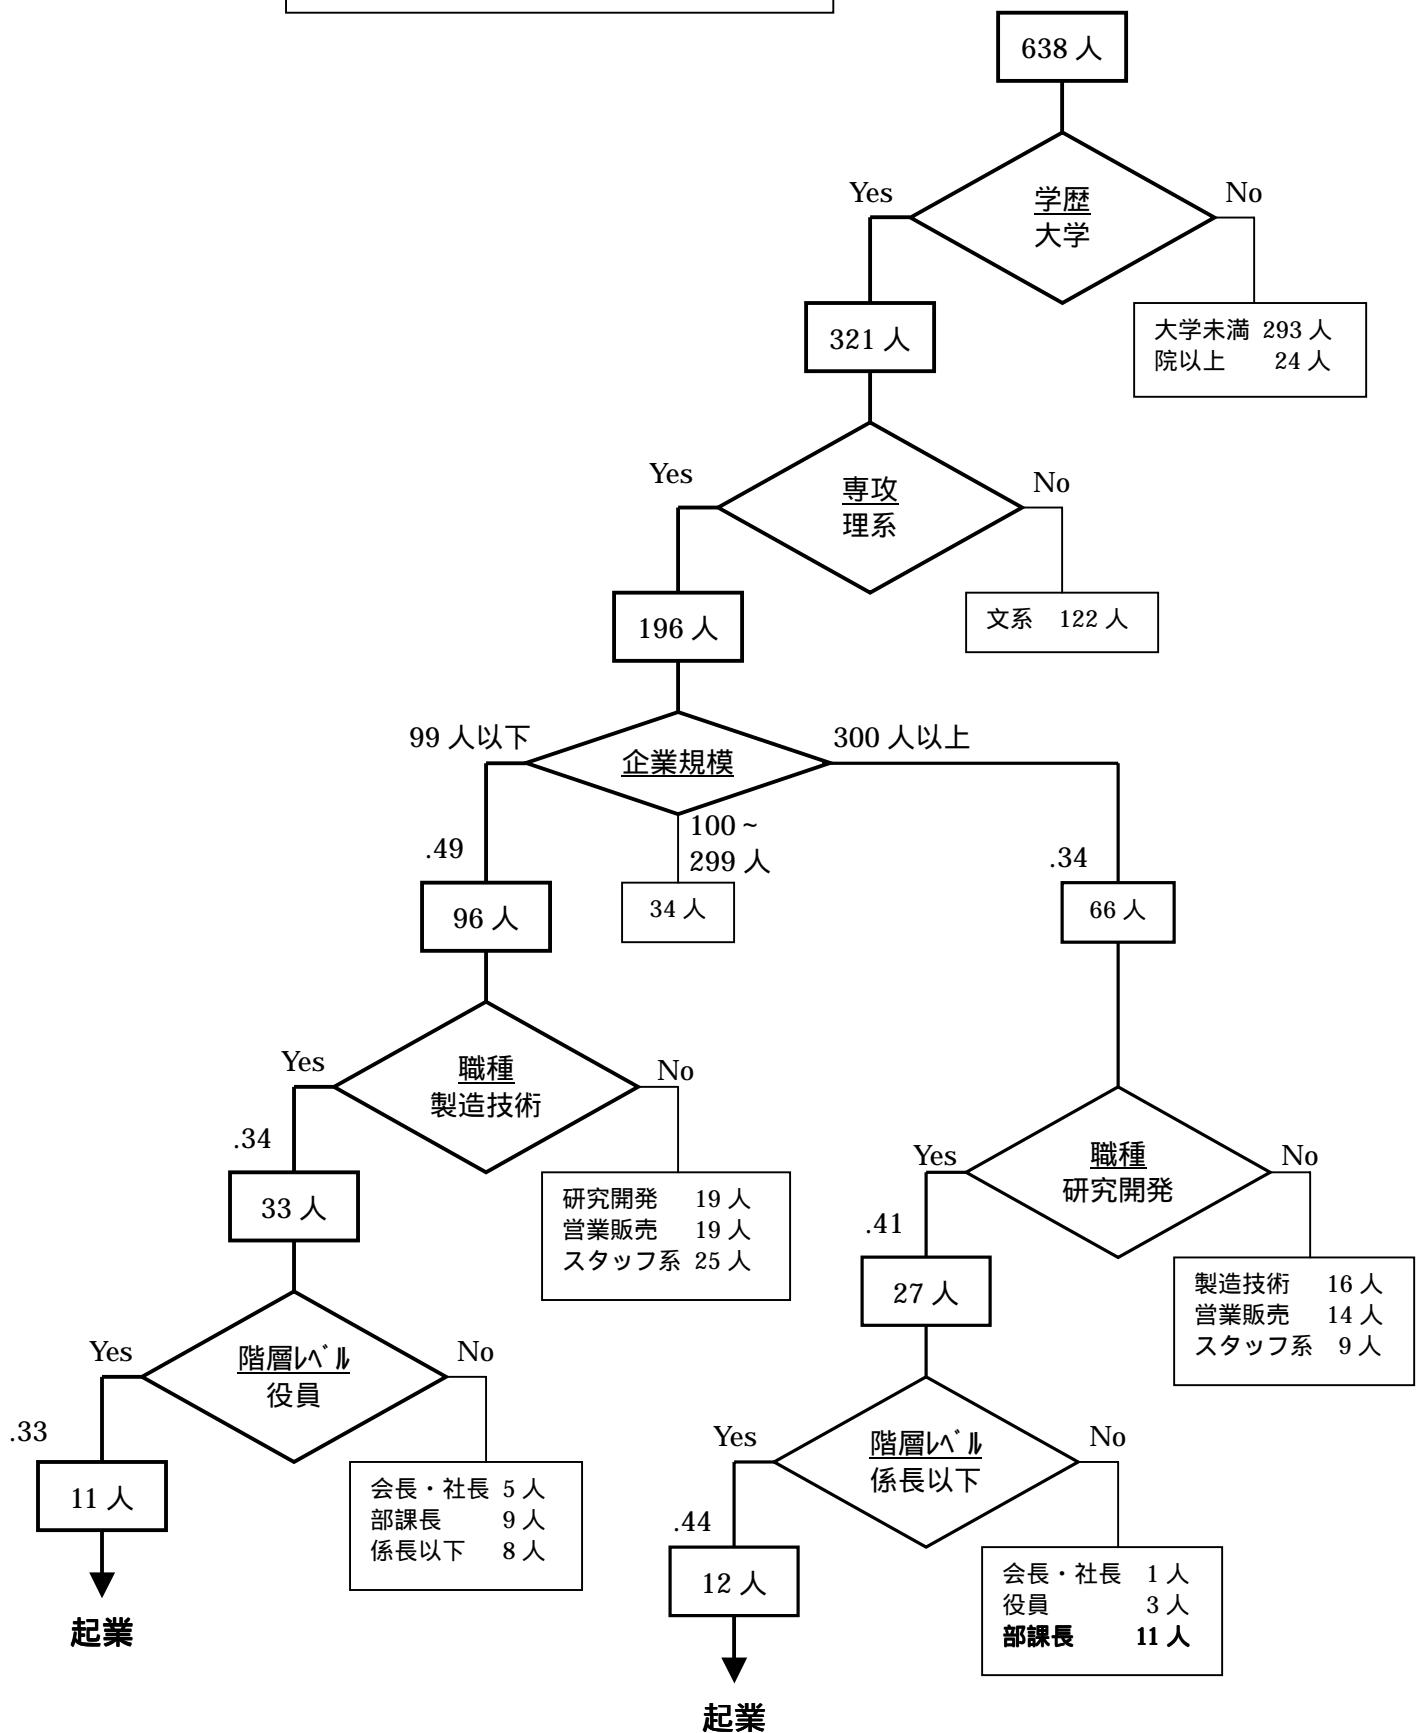 638 人
Yes
No
学歴
大学
321 人
大学未満 293 人
院以上 24 人
Yes
No
専攻
理系
196 人
文系 122 人
99 人以下
300 人以上
企業規模
100 ~
299 人
.49
.34
96 人
34 人
66 人
Yes
No
職種
製造技術
.34
33 人
研究開発 19 人
営業販売 19 人
スタッフ系 25 人
Yes
No
職種
研究開発
.41
27 人
製造技術 16 人
営業販売 14 人
スタッフ系 9 人
Yes
No
階層ﾚﾍﾞﾙ
役員
.33
11 人
会長・社長 5 人
部課長 9 人
係長以下 8 人
起業
Yes
No
階層ﾚﾍﾞﾙ
係長以下
.44
12 人
会長・社長 1 人
役員 3 人
部課長 11 人
起業